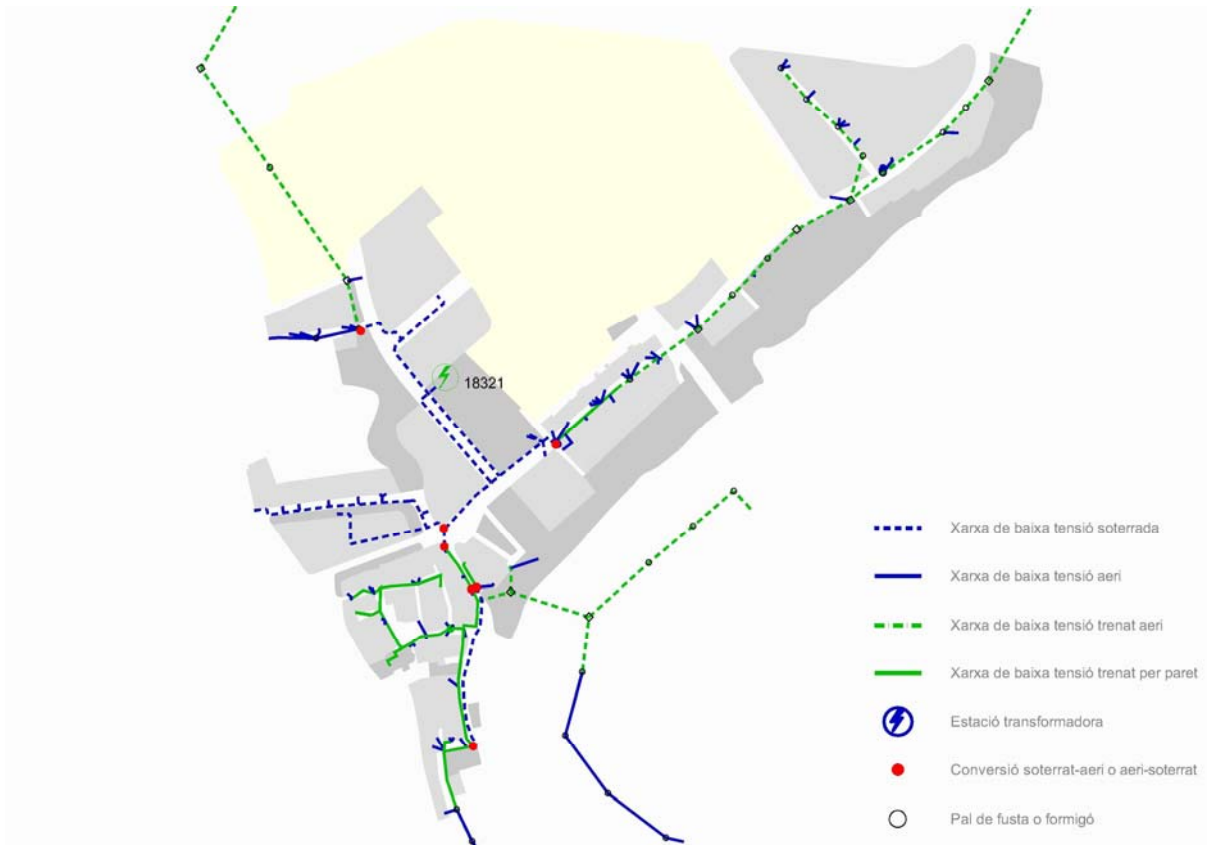 18321
Xarxa de baixa tensió soterrada
Xarxa de baixa tensió aeri
Xarxa de baixa tensió trenat aeri
Xarxa de baixa tensió trenat per paret
Estació transformadora
Conversió soterrat-aeri o aeri-soterrat
Pal de fusta o formigó